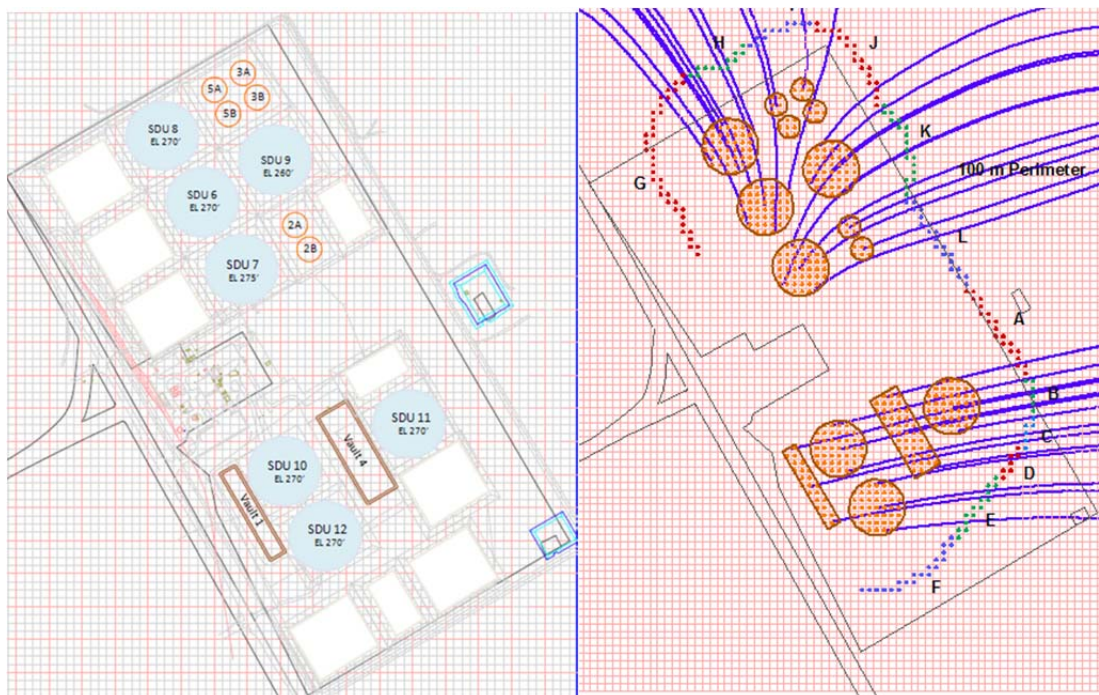 3A
5A
3B
5B
SDU 8
EL 270'
SDU 9
EL 260'
SDU 6
EL 270'
2A
2B
SDU 7
EL 275'
SDU 11
EL 270'
Vault 4
SDU 10
EL 270'
Vault 1
SDU 12
EL 270'
H
J
K
G
100 m Perimeter
L
A
B
C
D
E
F